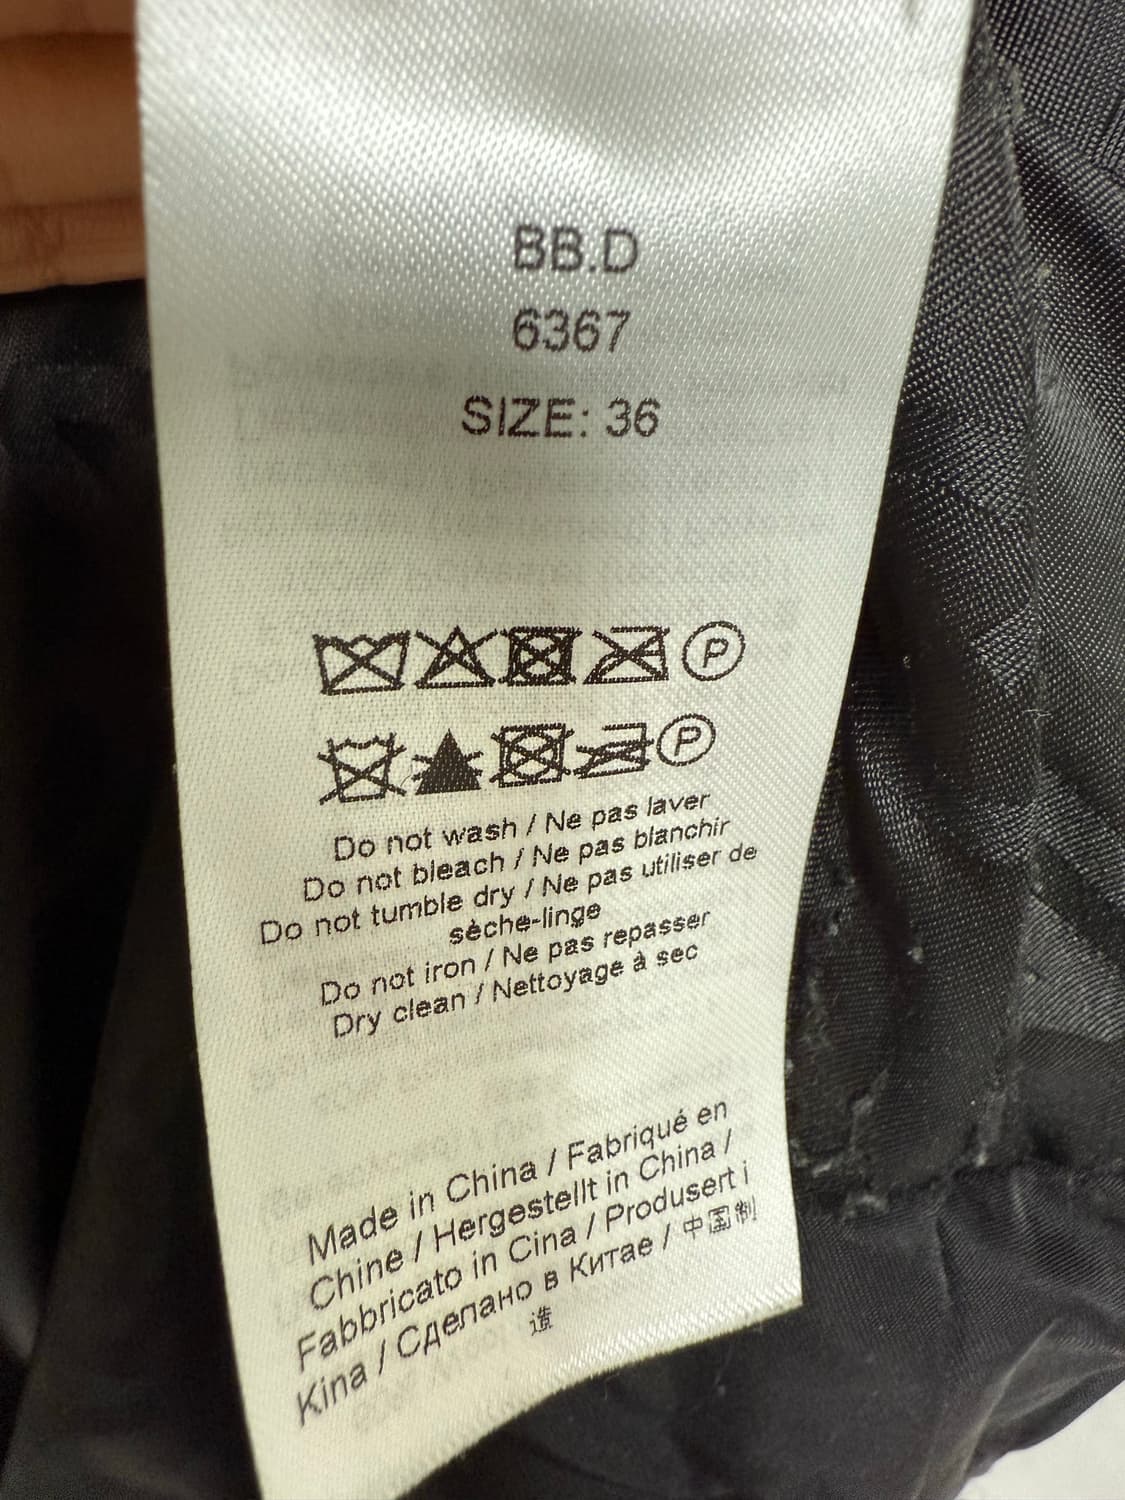 BB.D
6367
SIZE: 36
P
P
Do not wash / Ne pas laver
Do not bleach / Ne pas blanchir
Do not tumble dry / Ne pas utiliser de
sèche-linge
Do not iron / Ne pas repasser
Dry clean / Nettoyage à sec
Made in China / Fabriqué en
Chine / Hergestellt in China /
Fabbricato in Cina / Produsert i
Kina / Сделано в Китае / 中国制
造